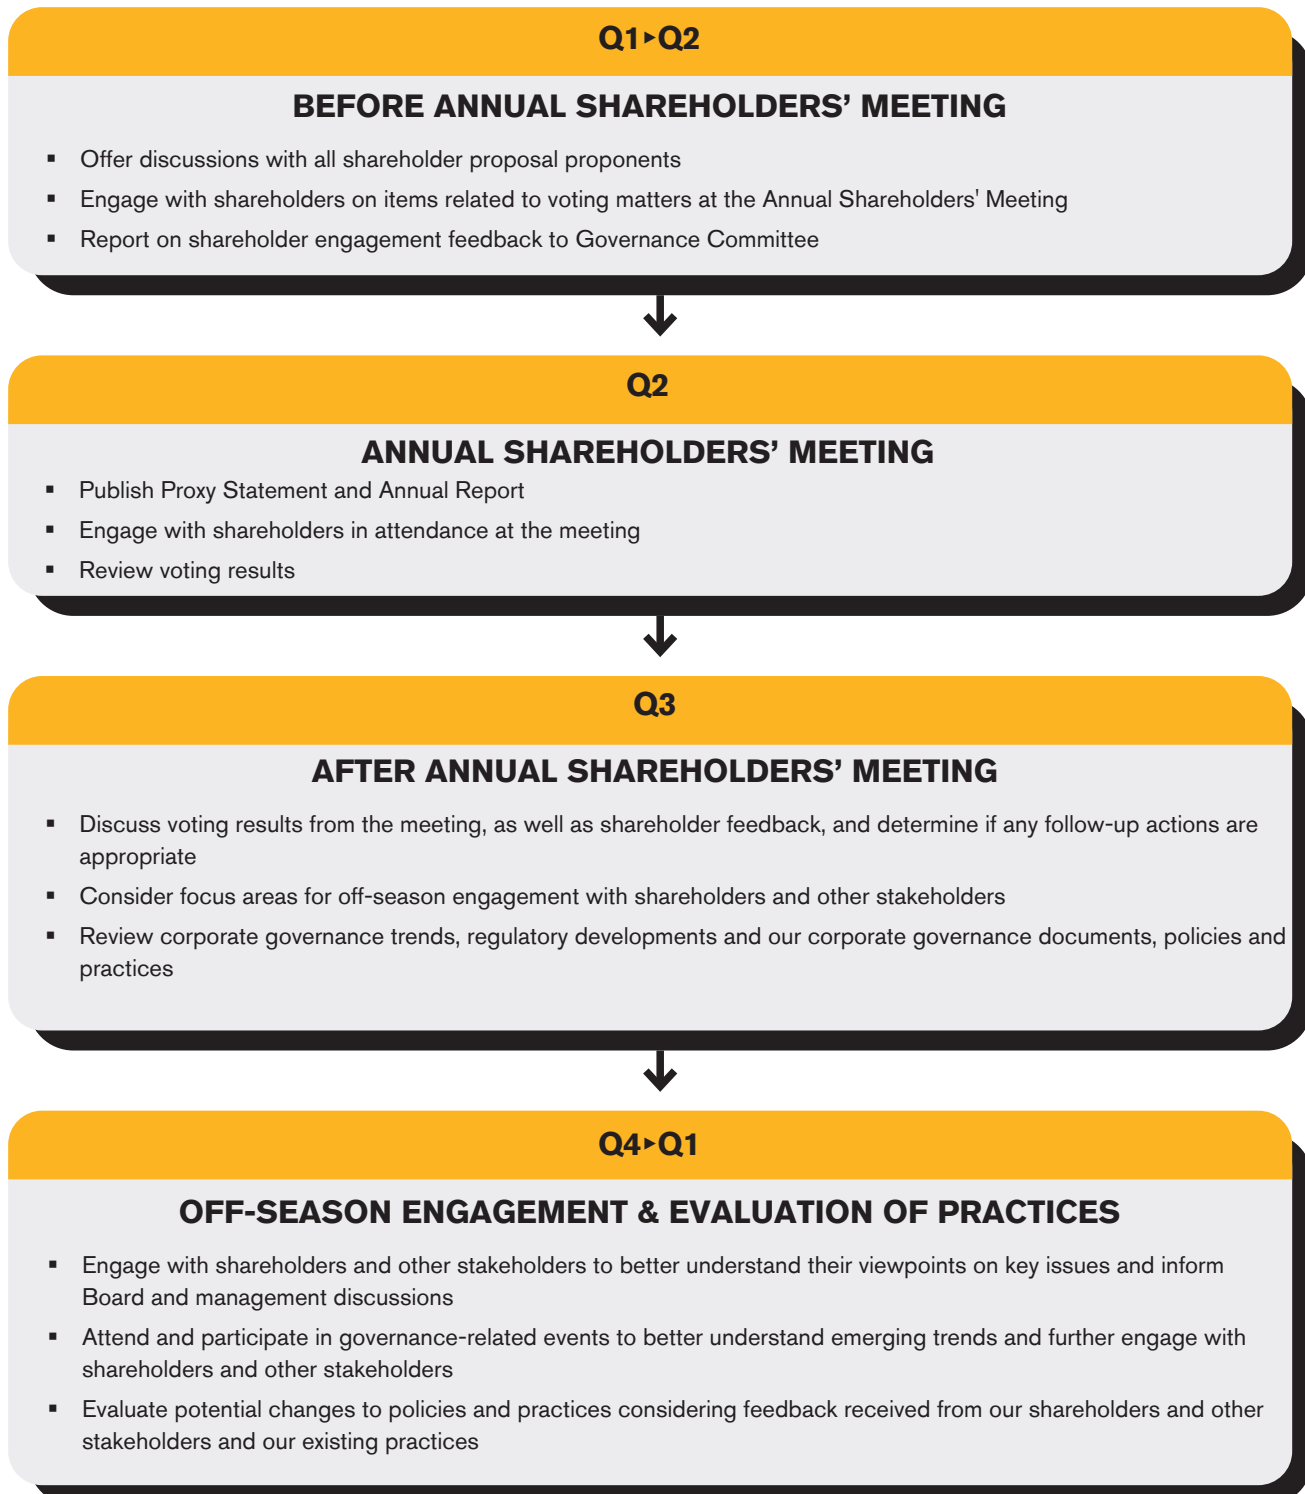 Q1▸Q2
BEFORE ANNUAL SHAREHOLDERS’ MEETING
▪ Offer discussions with all shareholder proposal proponents
▪ Engage with shareholders on items related to voting matters at the Annual Shareholders' Meeting
▪ Report on shareholder engagement feedback to Governance Committee
Q2
ANNUAL SHAREHOLDERS’ MEETING
▪ Publish Proxy Statement and Annual Report
▪ Engage with shareholders in attendance at the meeting
▪ Review voting results
Q3
AFTER ANNUAL SHAREHOLDERS’ MEETING
▪ Discuss voting results from the meeting, as well as shareholder feedback, and determine if any follow-up actions are
appropriate
▪ Consider focus areas for off-season engagement with shareholders and other stakeholders
▪ Review corporate governance trends, regulatory developments and our corporate governance documents, policies and
practices
Q4▸Q1
OFF-SEASON ENGAGEMENT & EVALUATION OF PRACTICES
▪ Engage with shareholders and other stakeholders to better understand their viewpoints on key issues and inform
Board and management discussions
▪ Attend and participate in governance-related events to better understand emerging trends and further engage with
shareholders and other stakeholders
▪ Evaluate potential changes to policies and practices considering feedback received from our shareholders and other
stakeholders and our existing practices